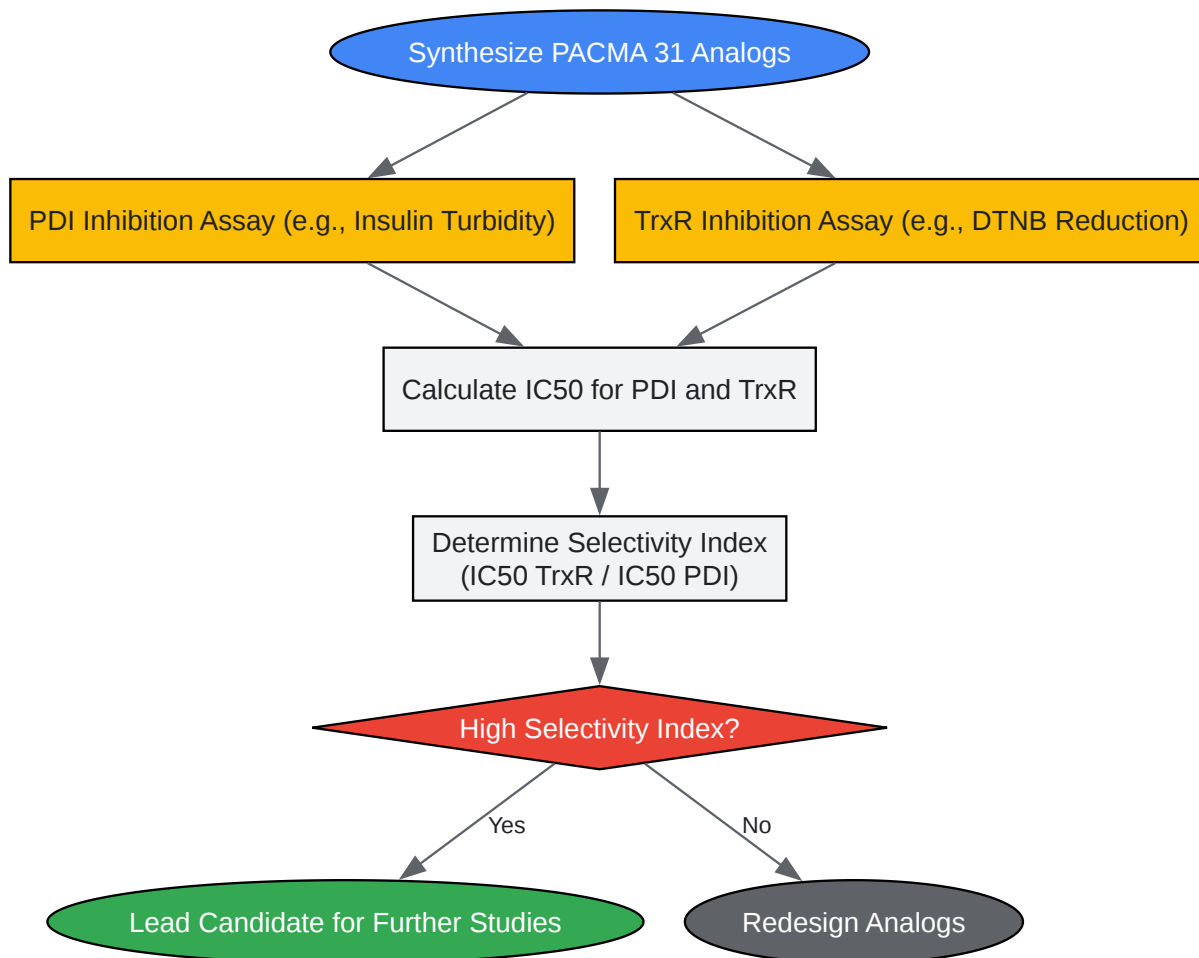 Synthesize PACMA 31 Analogs
PDI Inhibition Assay (e.g., Insulin Turbidity)
TrxR Inhibition Assay (e.g., DTNB Reduction)
Calculate IC50 for PDI and TrxR
Determine Selectivity Index
(IC50 TrxR / IC50 PDI)
High Selectivity Index?
Yes
No
Lead Candidate for Further Studies
Redesign Analogs